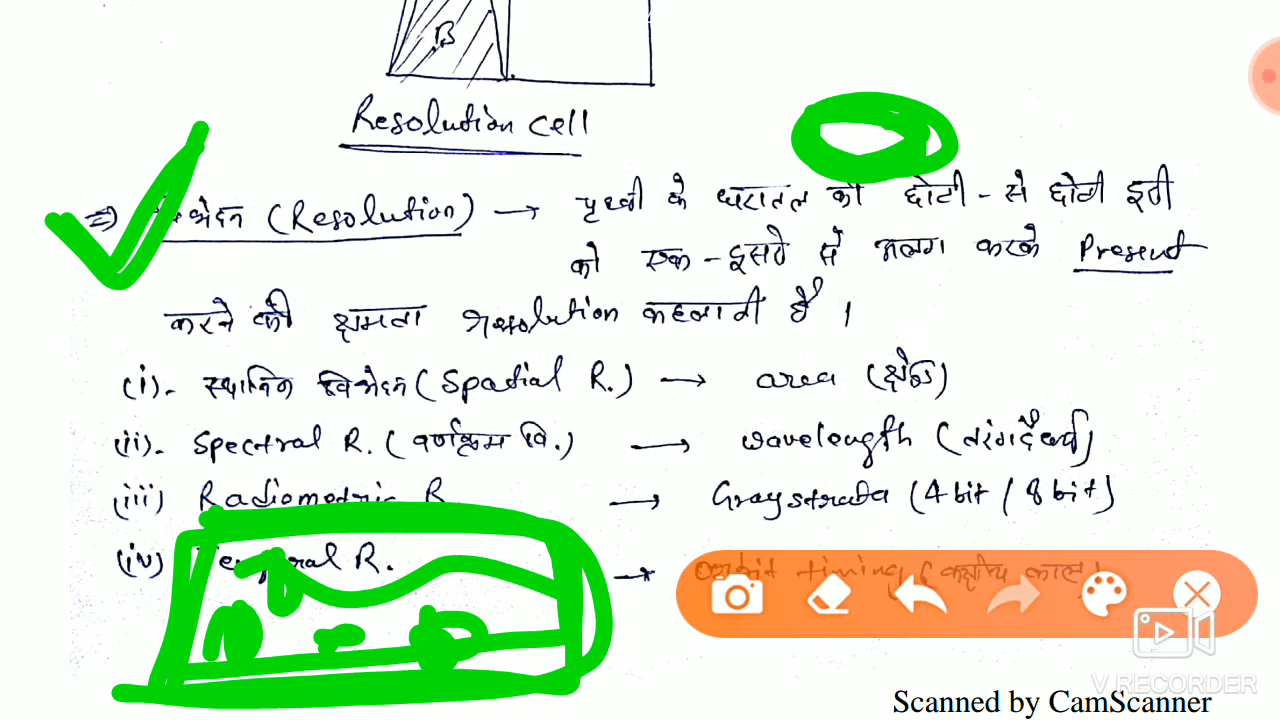 B
Resolution cell
⇒) विभेदन (Resolution) → पृथ्वी के धरातल की छोटी-से छोटी इकाई
को एक-दूसरे से अलग करके Present
करने की क्षमता Resolution कहलाती है।
(i)- स्थानिक विभेदन (Spatial R.) → area (क्षेत्र)
(ii)- Spectral R. (वर्णक्रम वि.) → wavelength (तरंगदैर्ध्य)
(iii) Radiometric R → Graystrata (4 bit / 8 bit)
(iv) Temporal R. → orbit timing (कक्षीय काल)
V RECORDER
Scanned by CamScanner